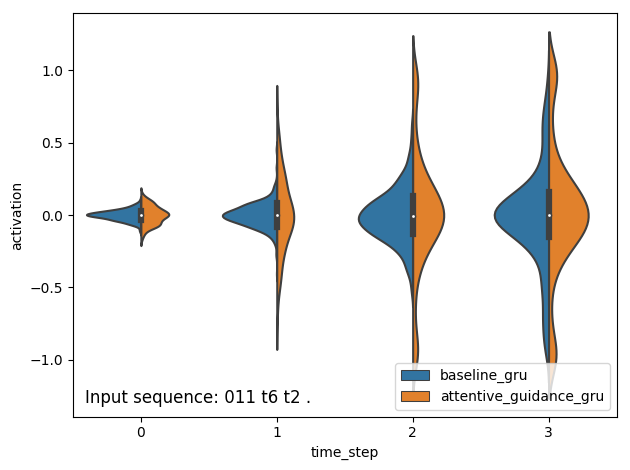 1.0
0.5
0.0
−0.5
−1.0
activation
baseline_gru
attentive_guidance_gru
Input sequence: 011 t6 t2 .
0 1 2 3
time_step